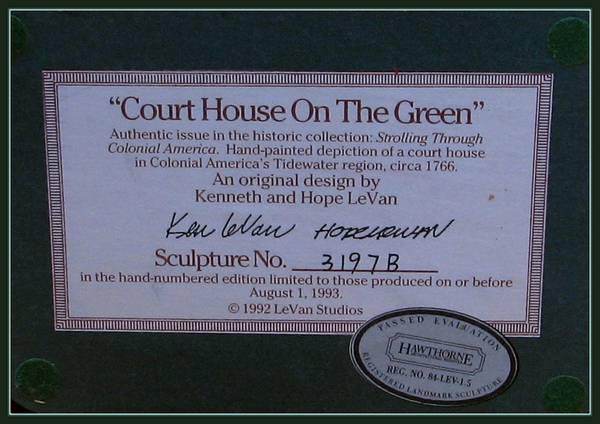 “Court House On The Green”
Authentic issue in the historic collection: Strolling Through
Colonial America. Hand-painted depiction of a court house
in Colonial America's Tidewater region, circa 1766.
An original design by
Kenneth and Hope LeVan
Ken LeVan HOPE LEVAN
Sculpture No. 3197B
in the hand-numbered edition limited to those produced on or before
August 1, 1993.
© 1992 LeVan Studios
PASSED EVALUATION
HAWTHORNE
REG. NO. 84-LEV-1.5
REGISTERED LANDMARK SCULPTURE